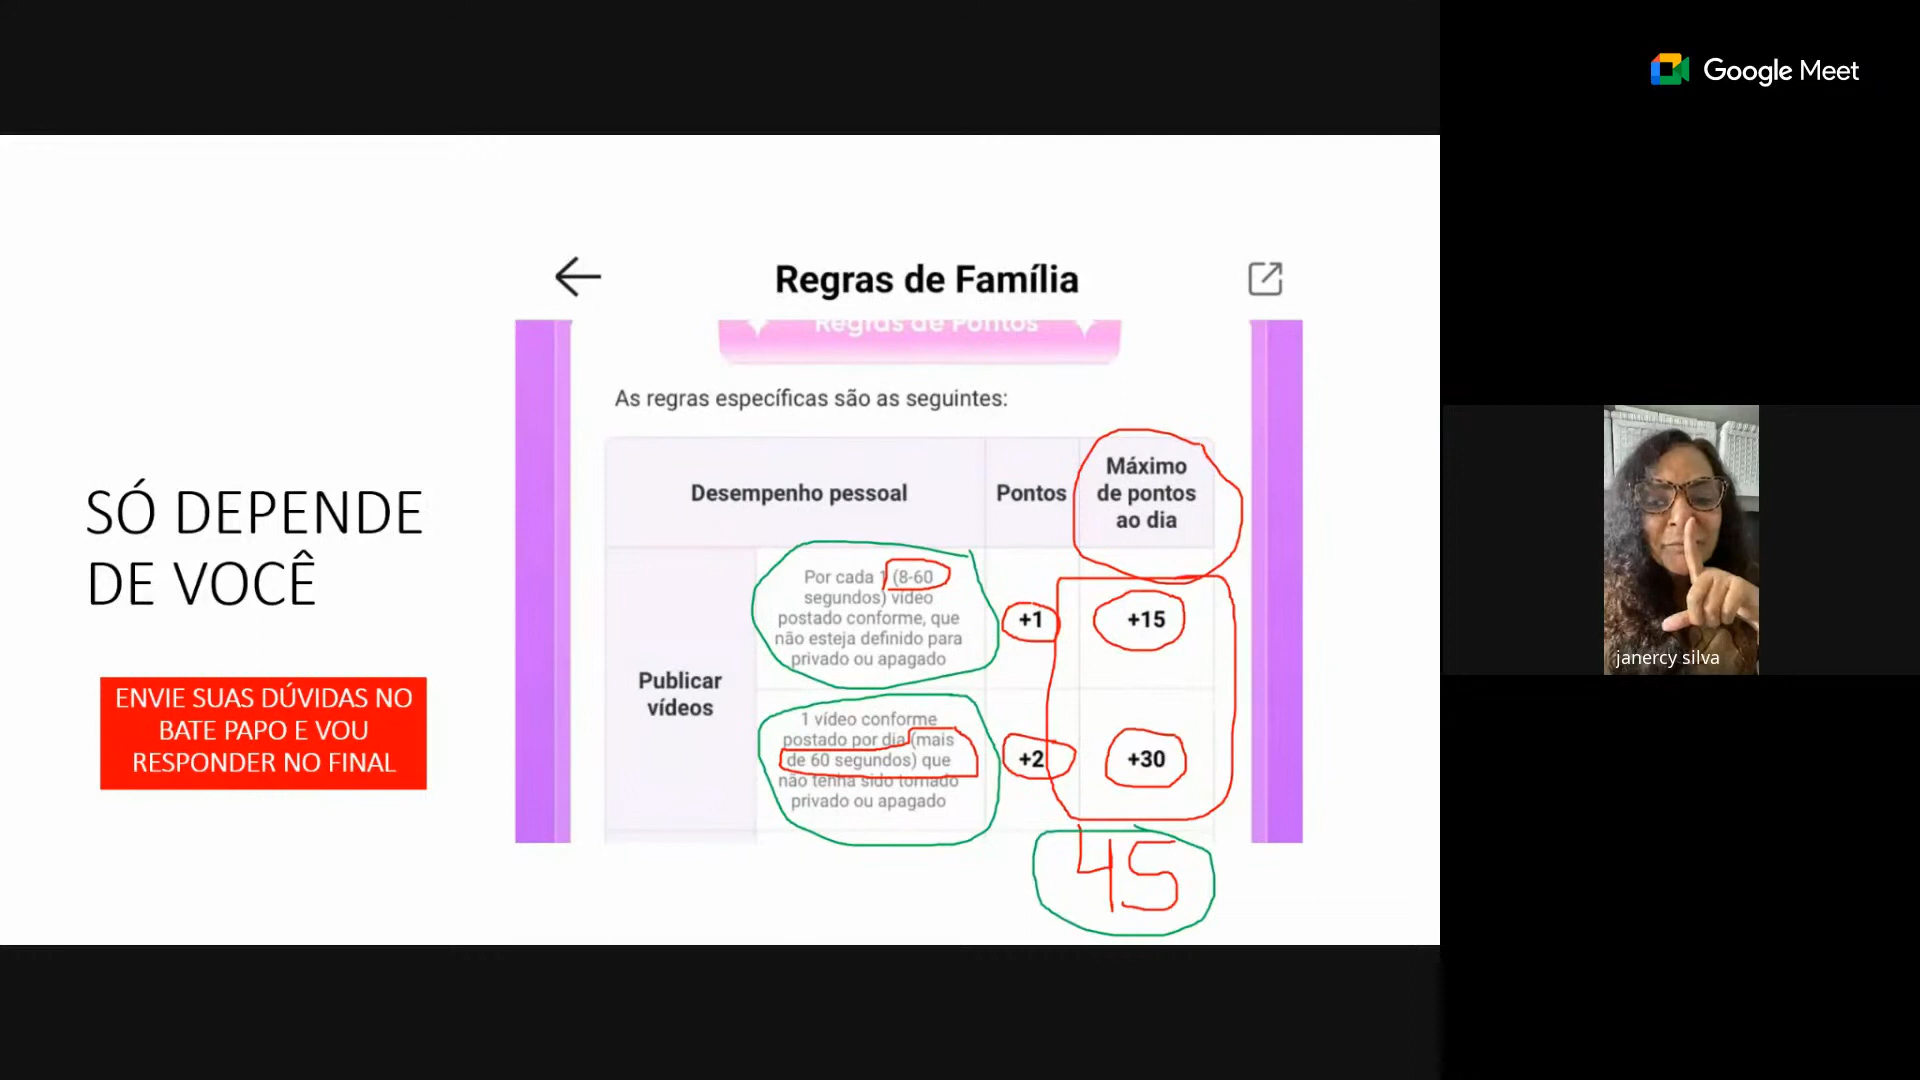 Google Meet
Regras de Família
Regras de Pontos
As regras específicas são as seguintes:
Desempenho pessoal
Pontos
Máximo
de pontos
ao dia
SÓ DEPENDE
DE VOCÊ
ENVIE SUAS DÚVIDAS NO
BATE PAPO E VOU
RESPONDER NO FINAL
Publicar
vídeos
Por cada 1 (8-60
segundos) vídeo
postado conforme, que
não esteja definido para
privado ou apagado
+1
+15
1 vídeo conforme
postado por dia (mais
de 60 segundos) que
não tenha sido tornado
privado ou apagado
+2
+30
45
janercy silva